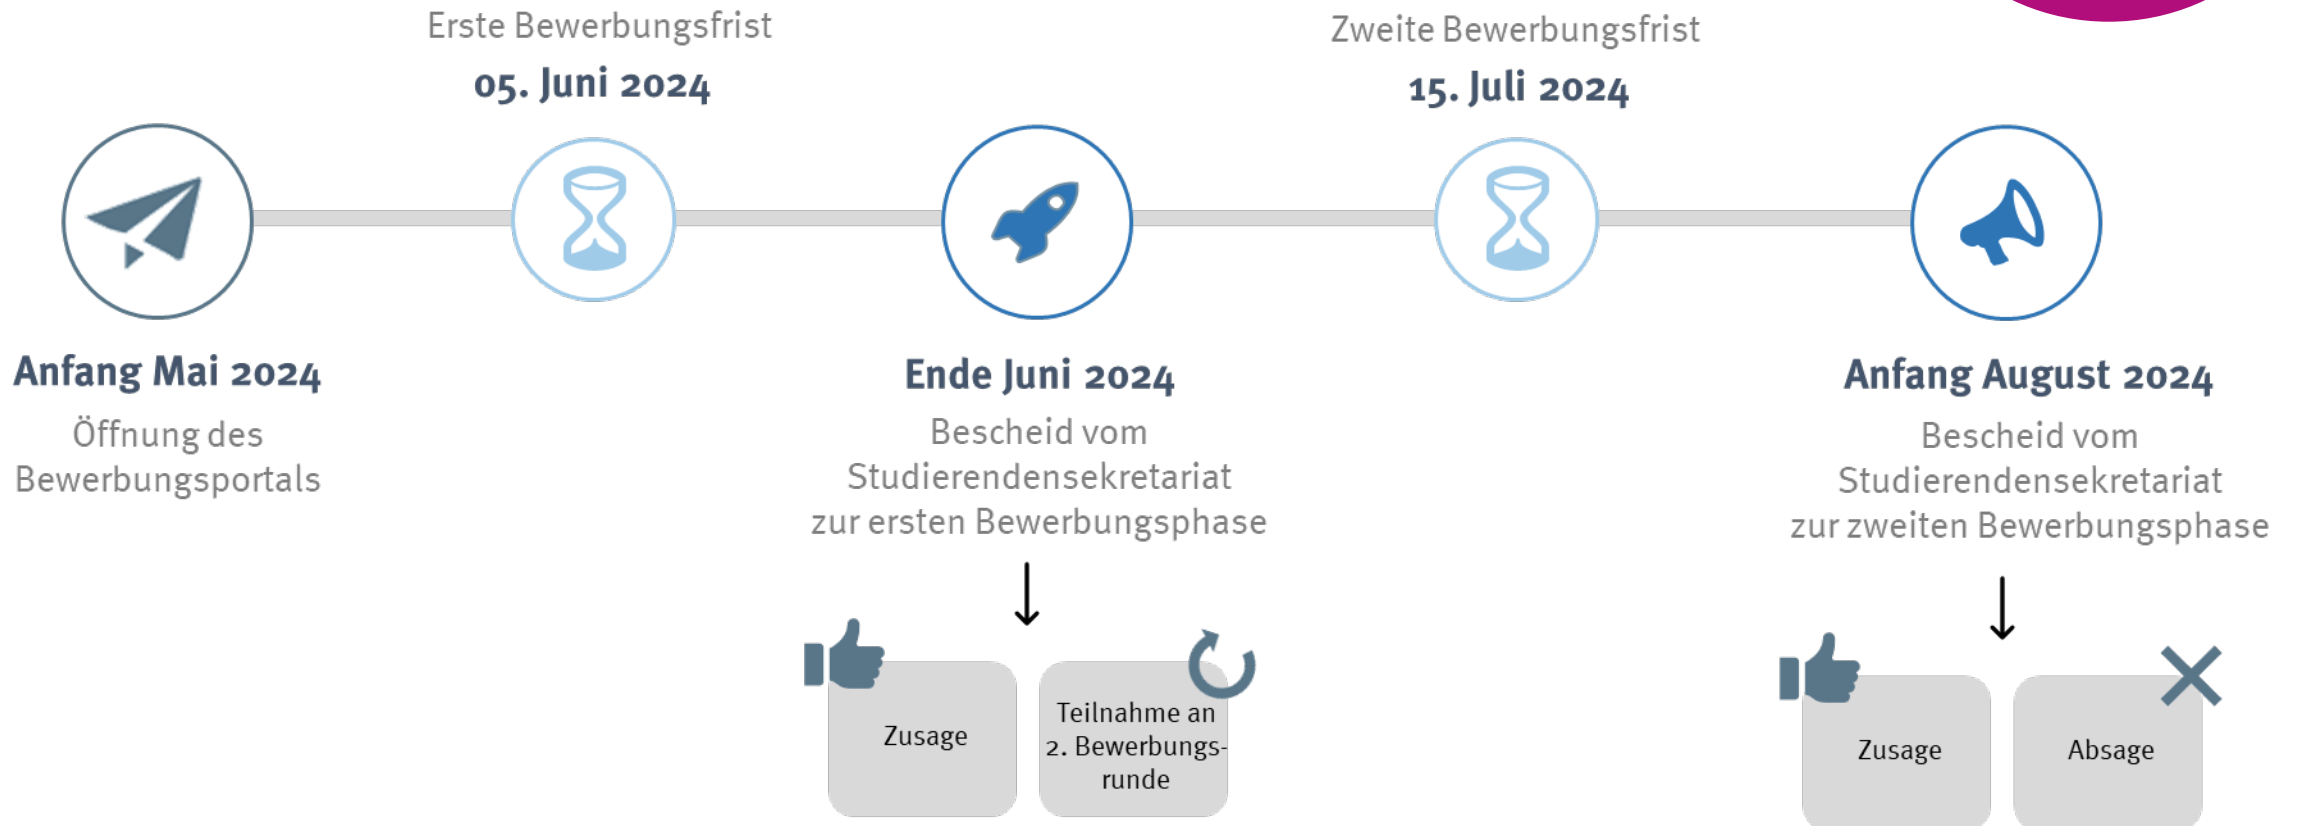 Erste Bewerbungsfrist
05. Juni 2024
Zweite Bewerbungsfrist
15. Juli 2024
Anfang Mai 2024
Öffnung des
Bewerbungsportals
Ende Juni 2024
Bescheid vom
Studierendensekretariat
zur ersten Bewerbungsphase
Zusage
Teilnahme an
2. Bewerbungs-
runde
Anfang August 2024
Bescheid vom
Studierendensekretariat
zur zweiten Bewerbungsphase
Zusage
Absage